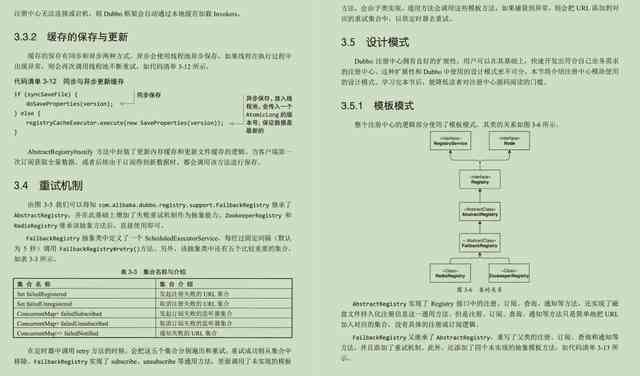 注册中心无法连接或宕机，则 Dubbo 框架会自动通过本地缓存加载 Invokers。
3.3.2 缓存的保存与更新
缓存的保存有同步和异步两种方式。异步会使用线程池异步保存，如果线程在执行过程中
出现异常，则会再次调用线程池不断重试，如代码清单 3-12 所示。
代码清单 3-12 同步与异步更新缓存
if (syncSaveFile) {
同步保存
doSaveProperties(version);
} else {
registryCacheExecutor.execute(new SaveProperties(version));
}
异步保存，放入线
程池，会传入一个
AtomicLong 的版
本号，保证数据是
最新的
AbstractRegistry#notify 方法中封装了更新内存缓存和更新文件缓存的逻辑。当客户端第一
次订阅获取全量数据，或者后续由于订阅得到新数据时，都会调用该方法进行保存。
3.4 重试机制
由图 3-5 我们可以得知 com.alibaba.dubbo.registry.support.FailbackRegistry 继承了
AbstractRegistry，并在此基础上增加了失败重试机制作为抽象能力。ZookeeperRegistry 和
RedisRegistry 继承该抽象方法后，直接使用即可。
FailbackRegistry 抽象类中定义了一个 ScheduledExecutorService，每经过固定间隔（默认
为 5 秒）调用 FailbackRegistry#retry()方法。另外，该抽象类中还有五个比较重要的集合，
如表 3-3 所示。
表 3-3 集合名称与介绍
集 合 名 称 集 合 介 绍
Set failedRegistered 发起注册失败的 URL 集合
Set failedUnregistered 取消注册失败的 URL 集合
ConcurrentMap failedSubscribed 发起订阅失败的监听器集合
ConcurrentMap failedUnsubscribed 取消订阅失败的监听器集合
ConcurrentMap failedNotified 通知失败的 URL 集合
在定时器中调用 retry 方法的时候，会把这五个集合分别遍历和重试，重试成功则从集合中
移除。FailbackRegistry 实现了 subscribe、unsubscribe 等通用方法，里面调用了未实现的模板
方法，会由子类实现。通用方法会调用这些模板方法，如果捕获到异常，则会把 URL 添加到对
应的重试集合中，以供定时器去重试。
3.5 设计模式
Dubbo 注册中心拥有良好的扩展性，用户可以在其基础上，快速开发出符合自己业务需求
的注册中心。这种扩展性和 Dubbo 中使用的设计模式密不可分，本节将介绍注册中心模块使用
的设计模式。学习完本节后，能降低读者对注册中心源码阅读的门槛。
3.5.1 模板模式
整个注册中心的逻辑部分使用了模板模式，其类的关系如图 3-6 所示。
<Interface>
RegistryService
<Interface>
Node
<Interface>
Registry
<AbstractClass>
AbstractRegistry
<AbstractClass>
FailbackRegistry
<Class>
RedisRegistry
<Class>
ZookeeperRegistry
图 3-6 类的关系
AbstractRegistry 实现了 Registry 接口中的注册、订阅、查询、通知等方法，还实现了磁
盘文件持久化注册信息这一通用方法。但是注册、订阅、查询、通知等方法只是简单地把 URL
加入对应的集合，没有具体的注册或订阅逻辑。
FailbackRegistry 又继承了 AbstractRegistry，重写了父类的注册、订阅、查询和通知等方
法，并且添加了重试机制。此外，还添加了四个未实现的抽象模板方法，如代码清单 3-13 所
示。